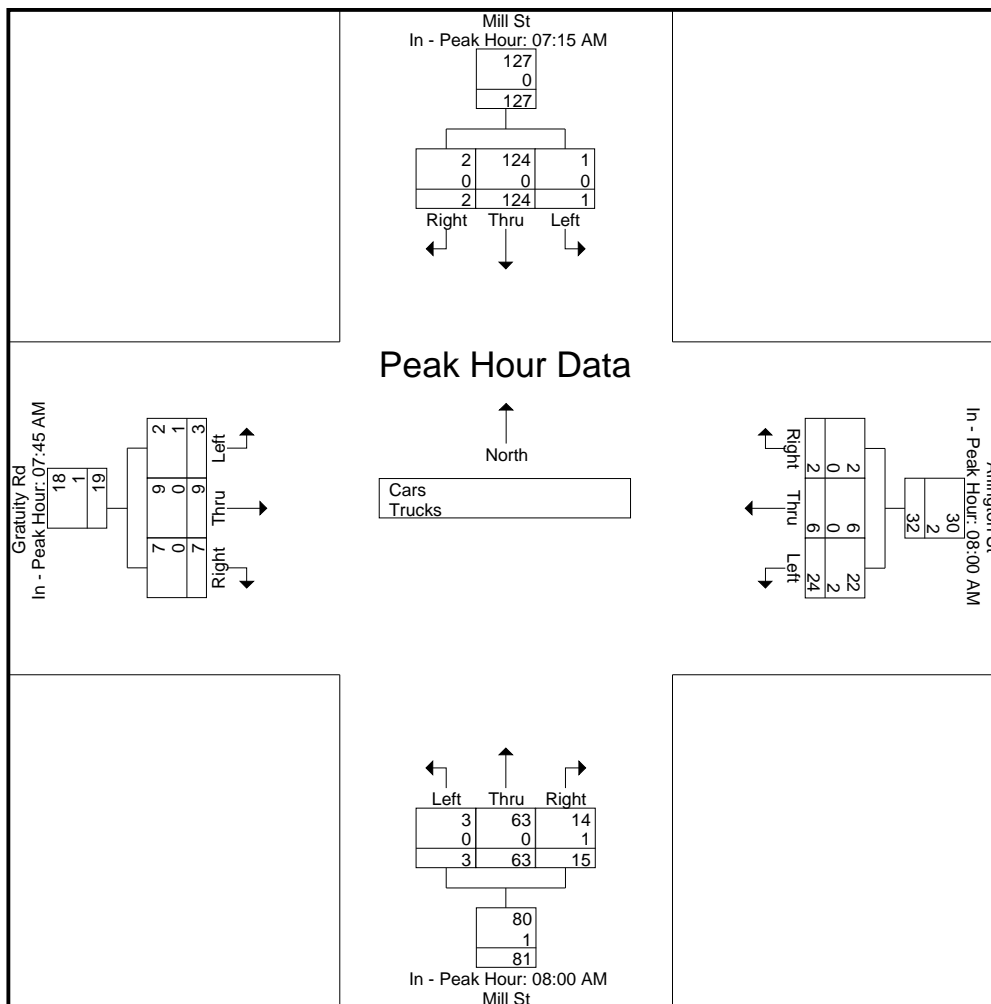 Mill St
In - Peak Hour: 07:15 AM
127
0
127
2 124 1
0 0 0
2 124 1
Right Thru Left
Peak Hour Data
North
Cars
Trucks
Gratuity Rd
In - Peak Hour: 07:45 AM
18
1
19
2 1 3
Left
9 0 9
Thru
7 0 7
Right
In - Peak Hour: 08:00 AM
30
2
32
Right
2 0 2
Thru
6 0 6
Left
24 2 22
Left Thru Right
3 63 14
0 0 1
3 63 15
80
1
81
In - Peak Hour: 08:00 AM
Mill St